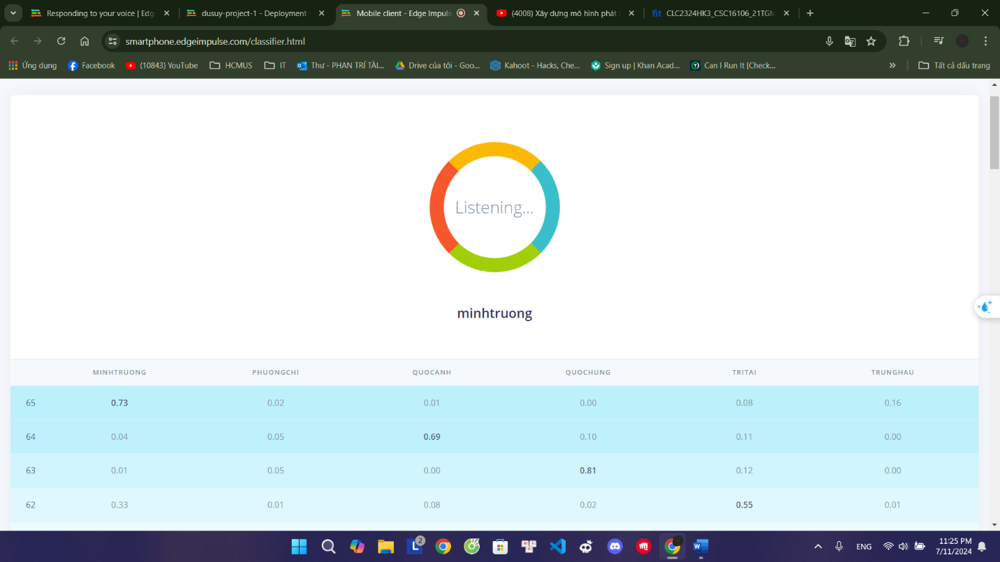 Responding to your voice | Edg
dusuy-project-1 - Deployment
Mobile client - Edge Impuls
(4008) Xây dựng mô hình phát
fit CLC2324HK3_CSC16106_21TGM
smartphone.edgeimpulse.com/classifier.html
Ứng dụng
Facebook
(10843) YouTube
HCMUS
IT
Thư - PHAN TRÍ TÀI...
Drive của tôi - Goo...
Kahoot - Hacks, Che...
Sign up | Khan Acad...
Can I Run It [Check...
Tất cả dấu trang
Listening...
minhtruong
MINHTRUONG PHUONGCHI QUOCANH QUOCHUNG TRITAI TRUNGHAU
65 0.73 0.02 0.01 0.00 0.08 0.16
64 0.04 0.05 0.69 0.10 0.11 0.00
63 0.01 0.05 0.00 0.81 0.12 0.00
62 0.33 0.01 0.08 0.02 0.55 0.01
L 2
ENG
11:25 PM
7/11/2024